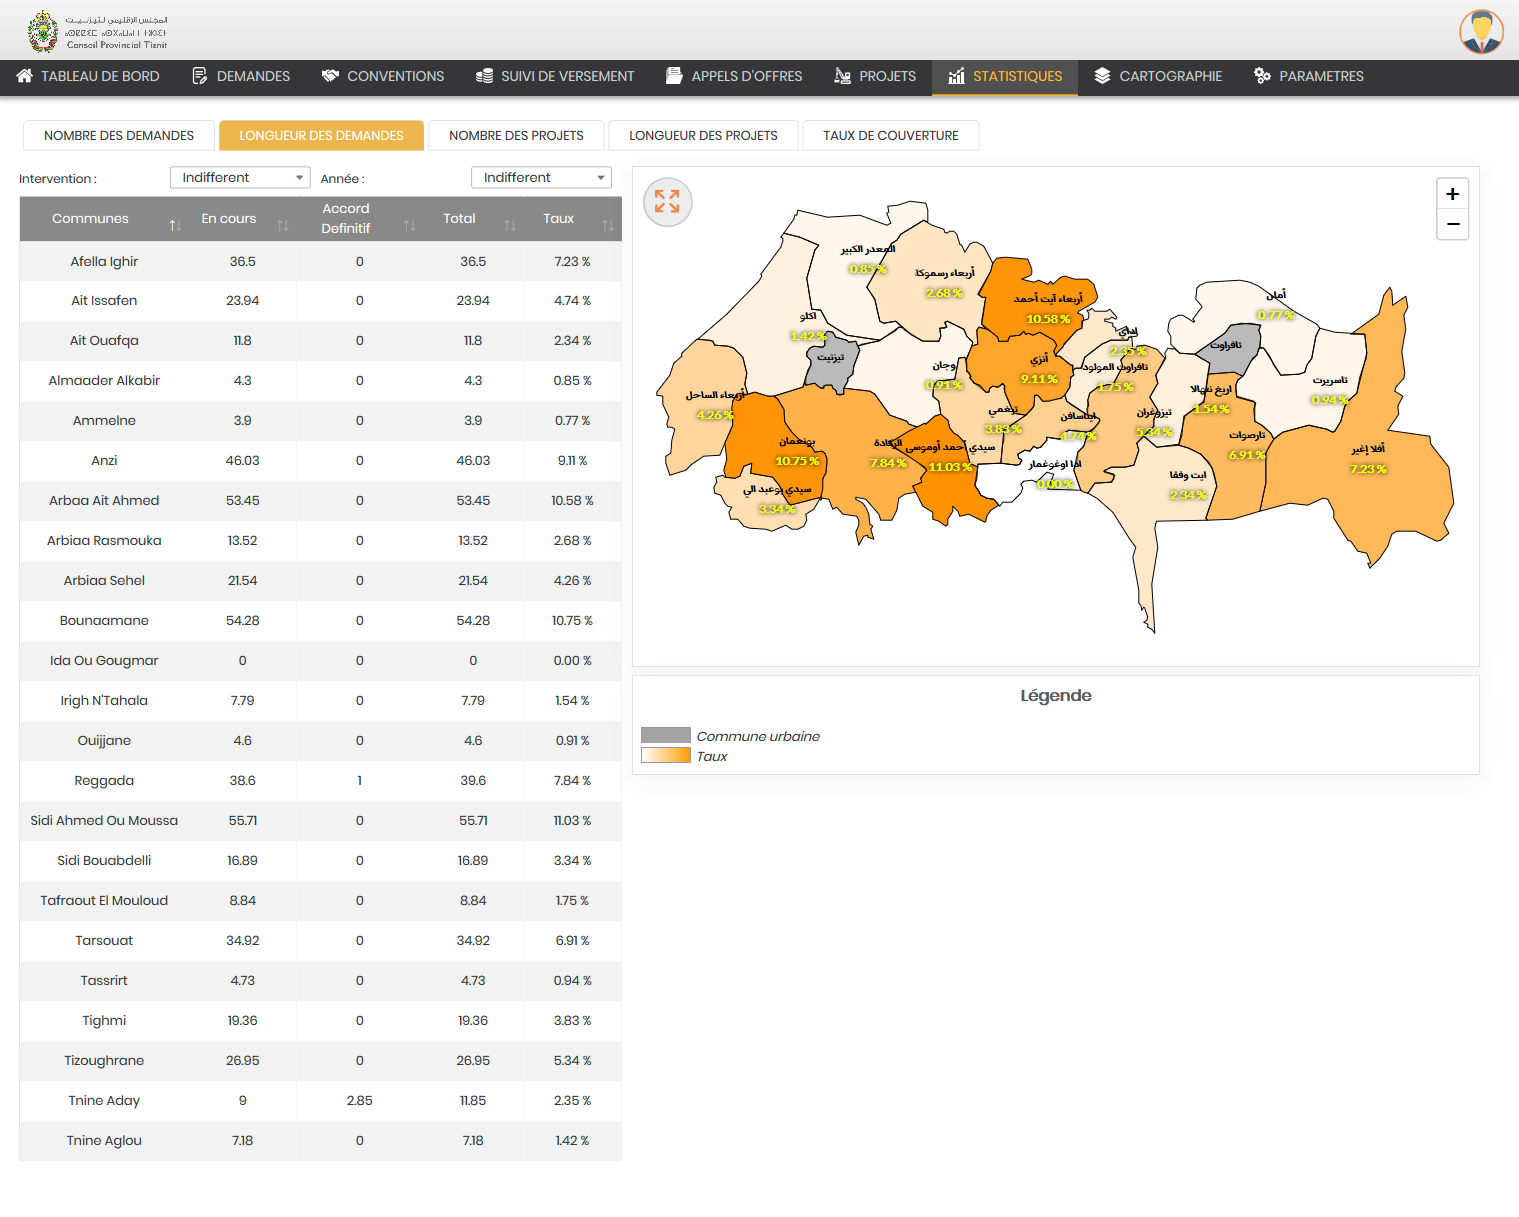 المجلس الإقليمي لتيزنيت
Conseil Provincial Tiznit
TABLEAU DE BORD DEMANDES CONVENTIONS SUIVI DE VERSEMENT APPELS D'OFFRES PROJETS STATISTIQUES CARTOGRAPHIE PARAMETRES
NOMBRE DES DEMANDES LONGUEUR DES DEMANDES NOMBRE DES PROJETS LONGUEUR DES PROJETS TAUX DE COUVERTURE
Intervention : Indifferent Année : Indifferent
Communes En cours Accord Definitif Total Taux
Afella Ighir 36.5 0 36.5 7.23 %
Ait Issafen 23.94 0 23.94 4.74 %
Ait Ouafqa 11.8 0 11.8 2.34 %
Almaader Alkabir 4.3 0 4.3 0.85 %
Ammelne 3.9 0 3.9 0.77 %
Anzi 46.03 0 46.03 9.11 %
Arbaa Ait Ahmed 53.45 0 53.45 10.58 %
Arbiaa Rasmouka 13.52 0 13.52 2.68 %
Arbiaa Sehel 21.54 0 21.54 4.26 %
Bounaamane 54.28 0 54.28 10.75 %
Ida Ou Gougmar 0 0 0 0.00 %
Irigh N'Tahala 7.79 0 7.79 1.54 %
Ouijjane 4.6 0 4.6 0.91 %
Reggada 38.6 1 39.6 7.84 %
Sidi Ahmed Ou Moussa 55.71 0 55.71 11.03 %
Sidi Bouabdelli 16.89 0 16.89 3.34 %
Tafraout El Mouloud 8.84 0 8.84 1.75 %
Tarsouat 34.92 0 34.92 6.91 %
Tassrirt 4.73 0 4.73 0.94 %
Tighmi 19.36 0 19.36 3.83 %
Tizoughrane 26.95 0 26.95 5.34 %
Tnine Aday 9 2.85 11.85 2.35 %
Tnine Aglou 7.18 0 7.18 1.42 %
+
−
المعدر الكبير
0.85 %
أربعاء رسموكة
2.68 %
أربعاء آيت أحمد
10.58 %
أملن
0.77 %
اكلو
1.42 %
إداي
2.35 %
تافراوت
تيزنيت
وجان
0.91 %
أنزي
9.11 %
تافراوت المولود
1.75 %
تاسريرت
0.94 %
أربعاء الساحل
4.26 %
اريغ نتهالا
1.54 %
تيغمي
3.83 %
ايتاسافن
4.74 %
تيزوغران
5.34 %
بونعمان
10.75 %
الركادة
7.84 %
سيدي أحمد أوموسى
11.03 %
تارصوات
6.91 %
أفلا إغير
7.23 %
ادا اوغوغمار
0.00 %
ايت وفقا
2.34 %
سيدي بوعبد الي
3.34 %
Légende
Commune urbaine
Taux